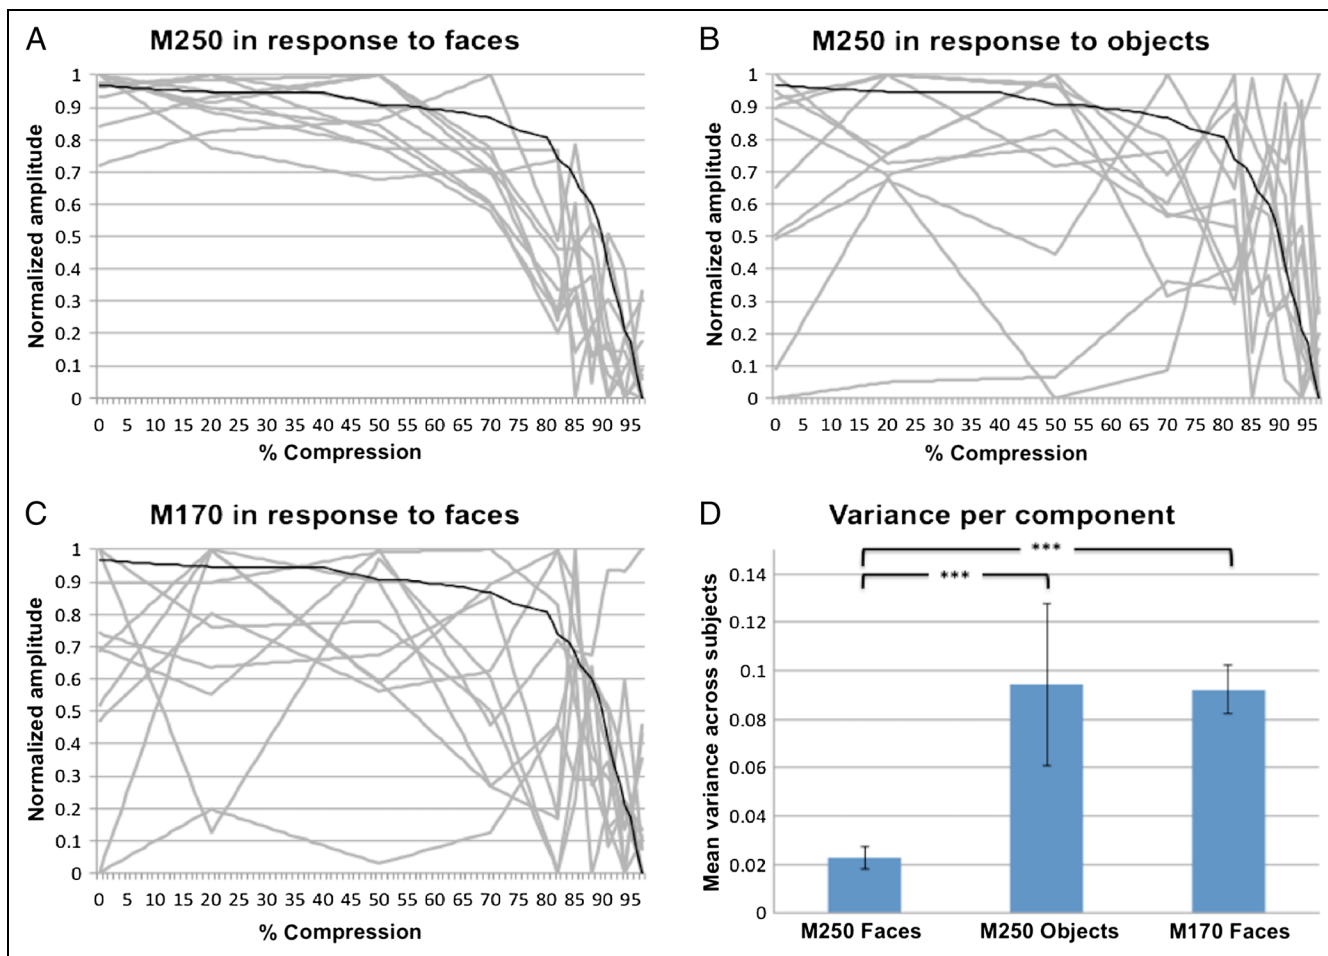 A
M250 in response to faces
Normalized amplitude
1
0.9
0.8
0.7
0.6
0.5
0.4
0.3
0.2
0.1
0
0 5 10 15 20 25 30 35 40 45 50 55 60 65 70 75 80 85 90 95
% Compression
B
M250 in response to objects
Normalized amplitude
1
0.9
0.8
0.7
0.6
0.5
0.4
0.3
0.2
0.1
0
0 5 10 15 20 25 30 35 40 45 50 55 60 65 70 75 80 85 90 95
% Compression
C
M170 in response to faces
Normalized amplitude
1
0.9
0.8
0.7
0.6
0.5
0.4
0.3
0.2
0.1
0
0 5 10 15 20 25 30 35 40 45 50 55 60 65 70 75 80 85 90 95
% Compression
D
Variance per component
Mean variance across subjects
***
***
0.14
0.12
0.1
0.08
0.06
0.04
0.02
0
M250 Faces M250 Objects M170 Faces